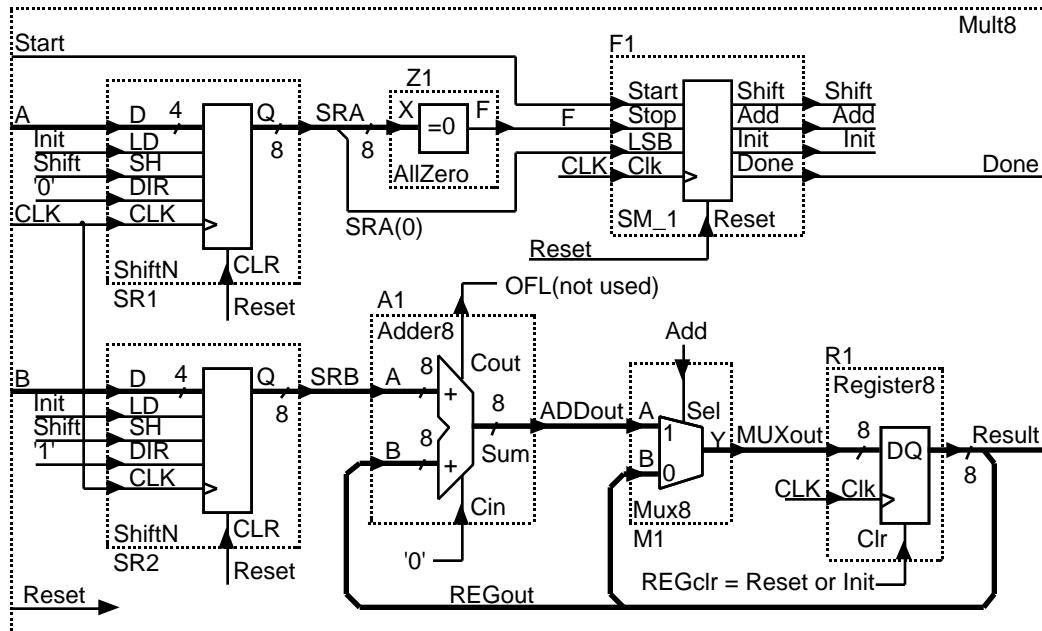 Mult8
Start
F1
Z1
A
D
4
Q
SRA
X
=0
F
F
Start
Shift
Shift
Init
LD
8
8
AllZero
Stop
Add
Add
Shift
SH
LSB
Init
Init
'0'
DIR
CLK
Clk
Done
Done
CLK
CLK
SRA(0)
SM_1
Reset
CLR
Reset
ShiftN
SR1
Reset
OFL(not used)
A1
Adder8
Add
B
D
4
Q
SRB
A
8
+
Cout
8
ADDout
A
1
Sel
Y
MUXout
R1
Register8
8
DQ
Result
8
Init
LD
8
Shift
SH
'1'
DIR
B
8
+
Sum
B
0
CLK
CLK
Clk
CLK
Cin
Mux8
M1
Clr
ShiftN
SR2
CLR
Reset
'0'
REGclr = Reset or Init
Reset
REGout